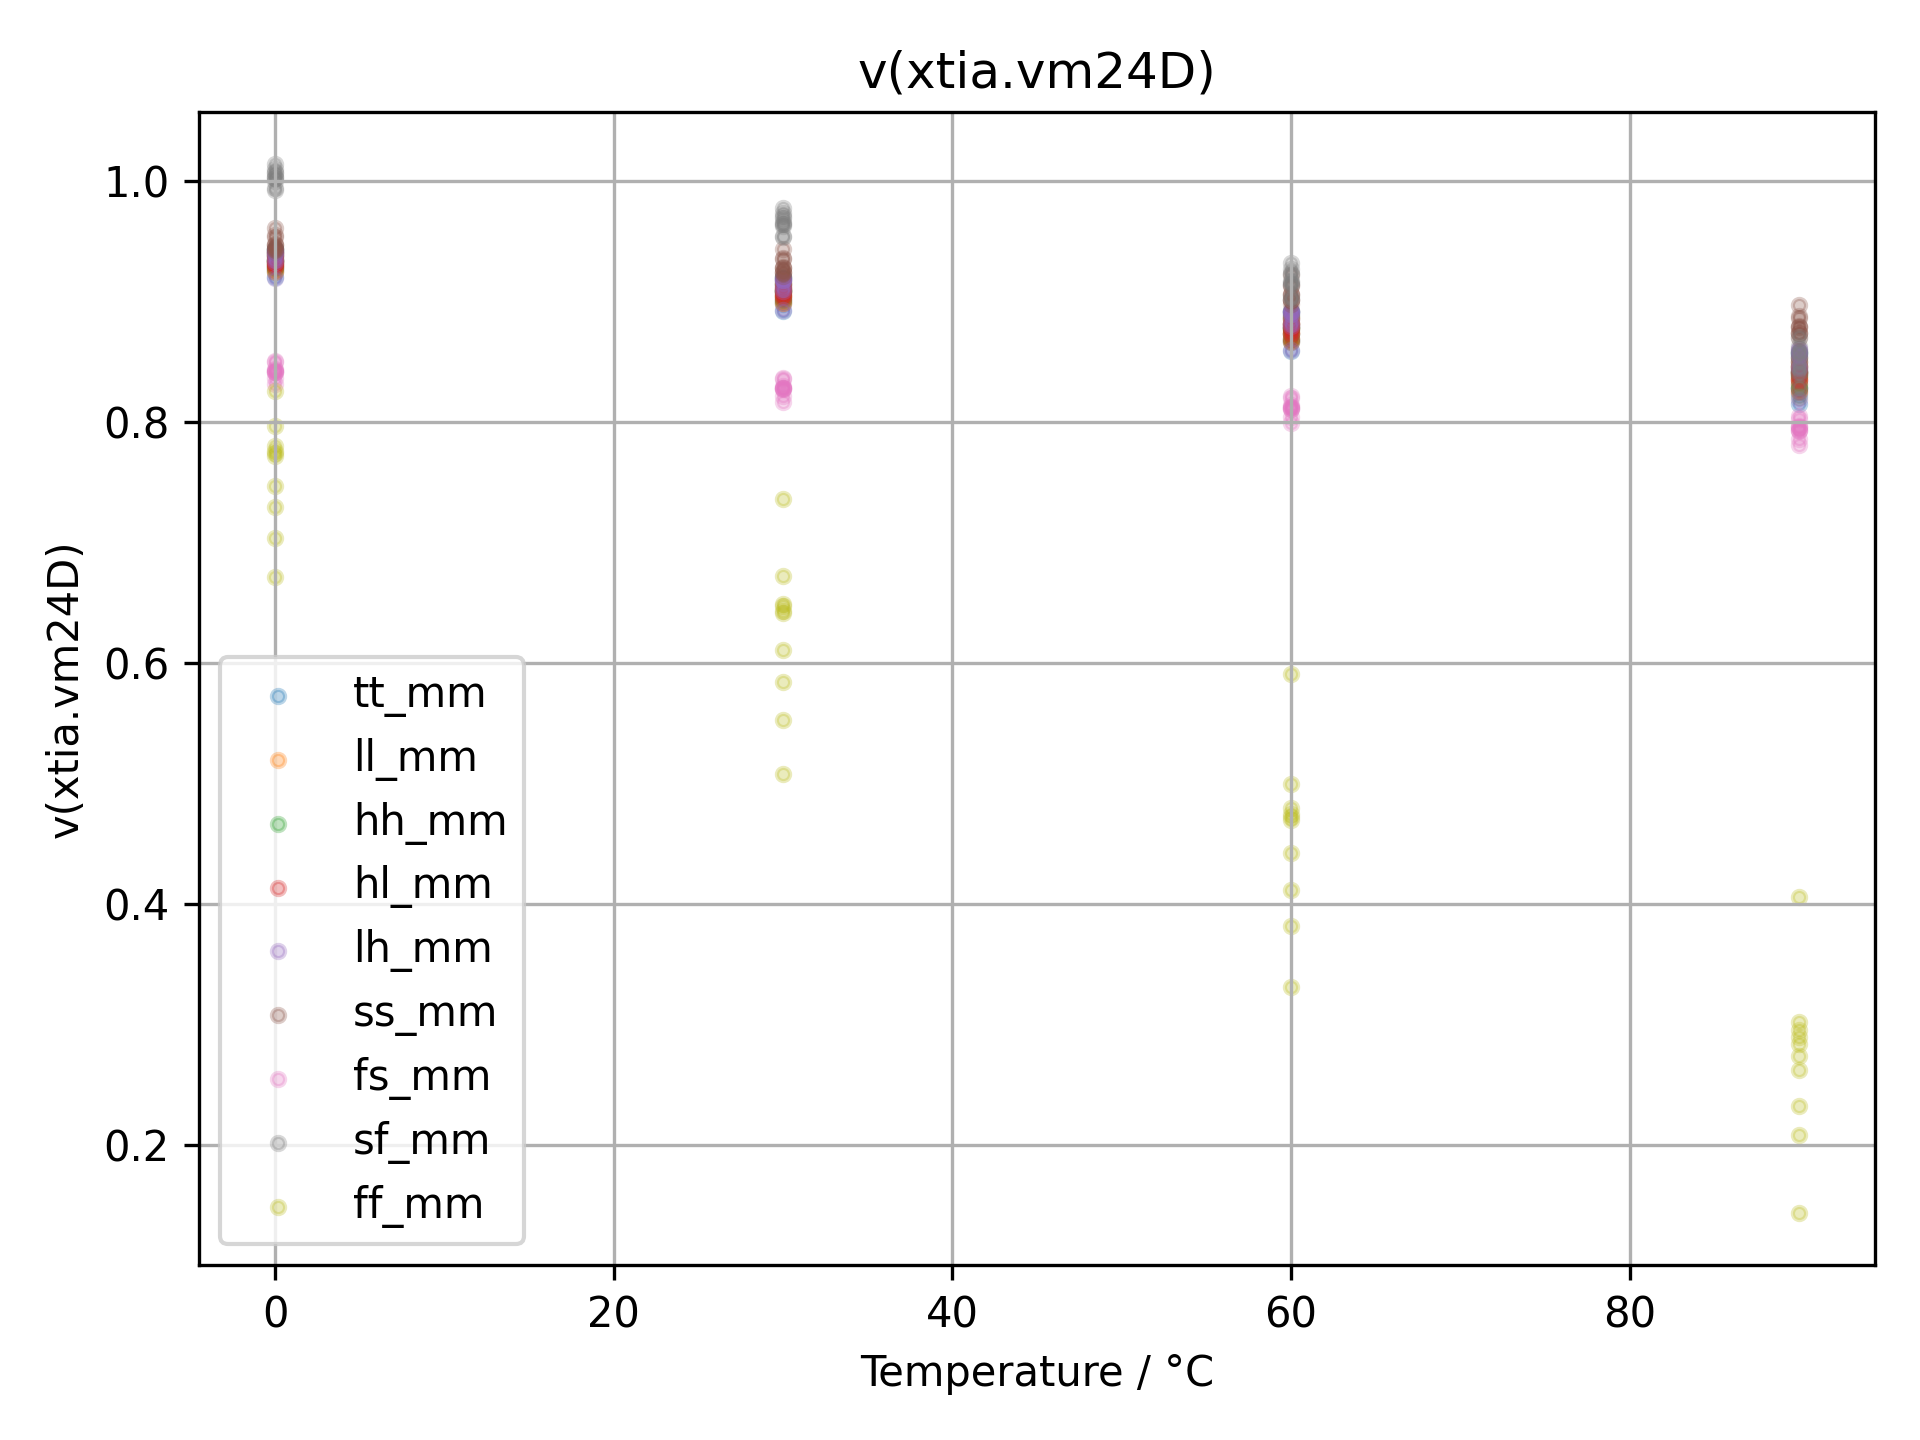 v(xtia.vm24D)
v(xtia.vm24D)
1.0
0.8
0.6
0.4
0.2
tt_mm
ll_mm
hh_mm
hl_mm
lh_mm
ss_mm
fs_mm
sf_mm
ff_mm
0 20 40 60 80
Temperature / °C